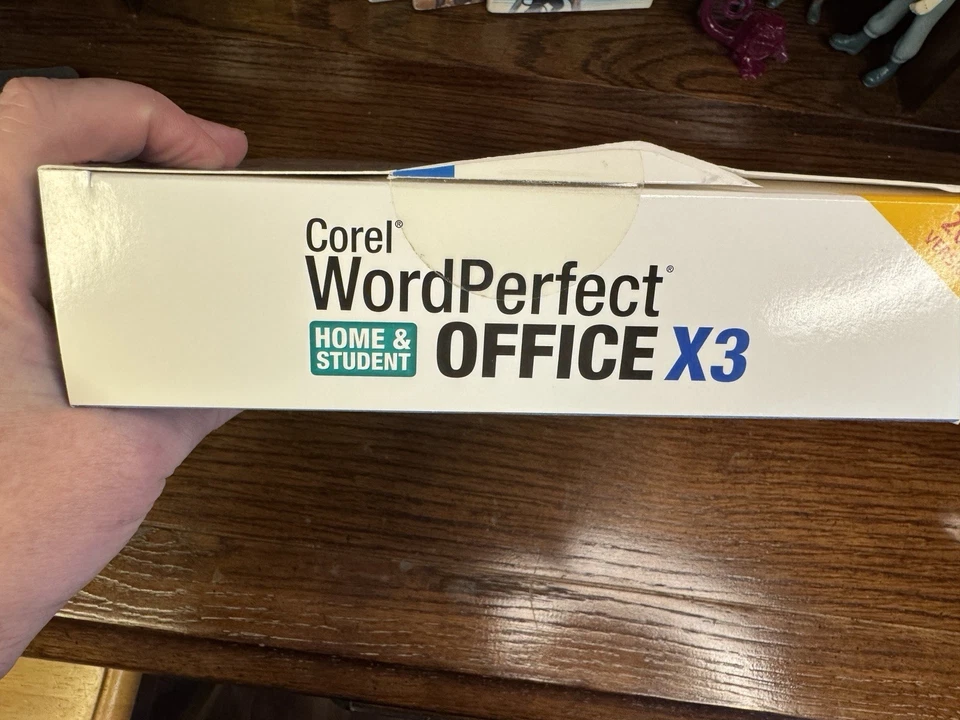 Corel®
WordPerfect®
HOME &
STUDENT
OFFICE X3